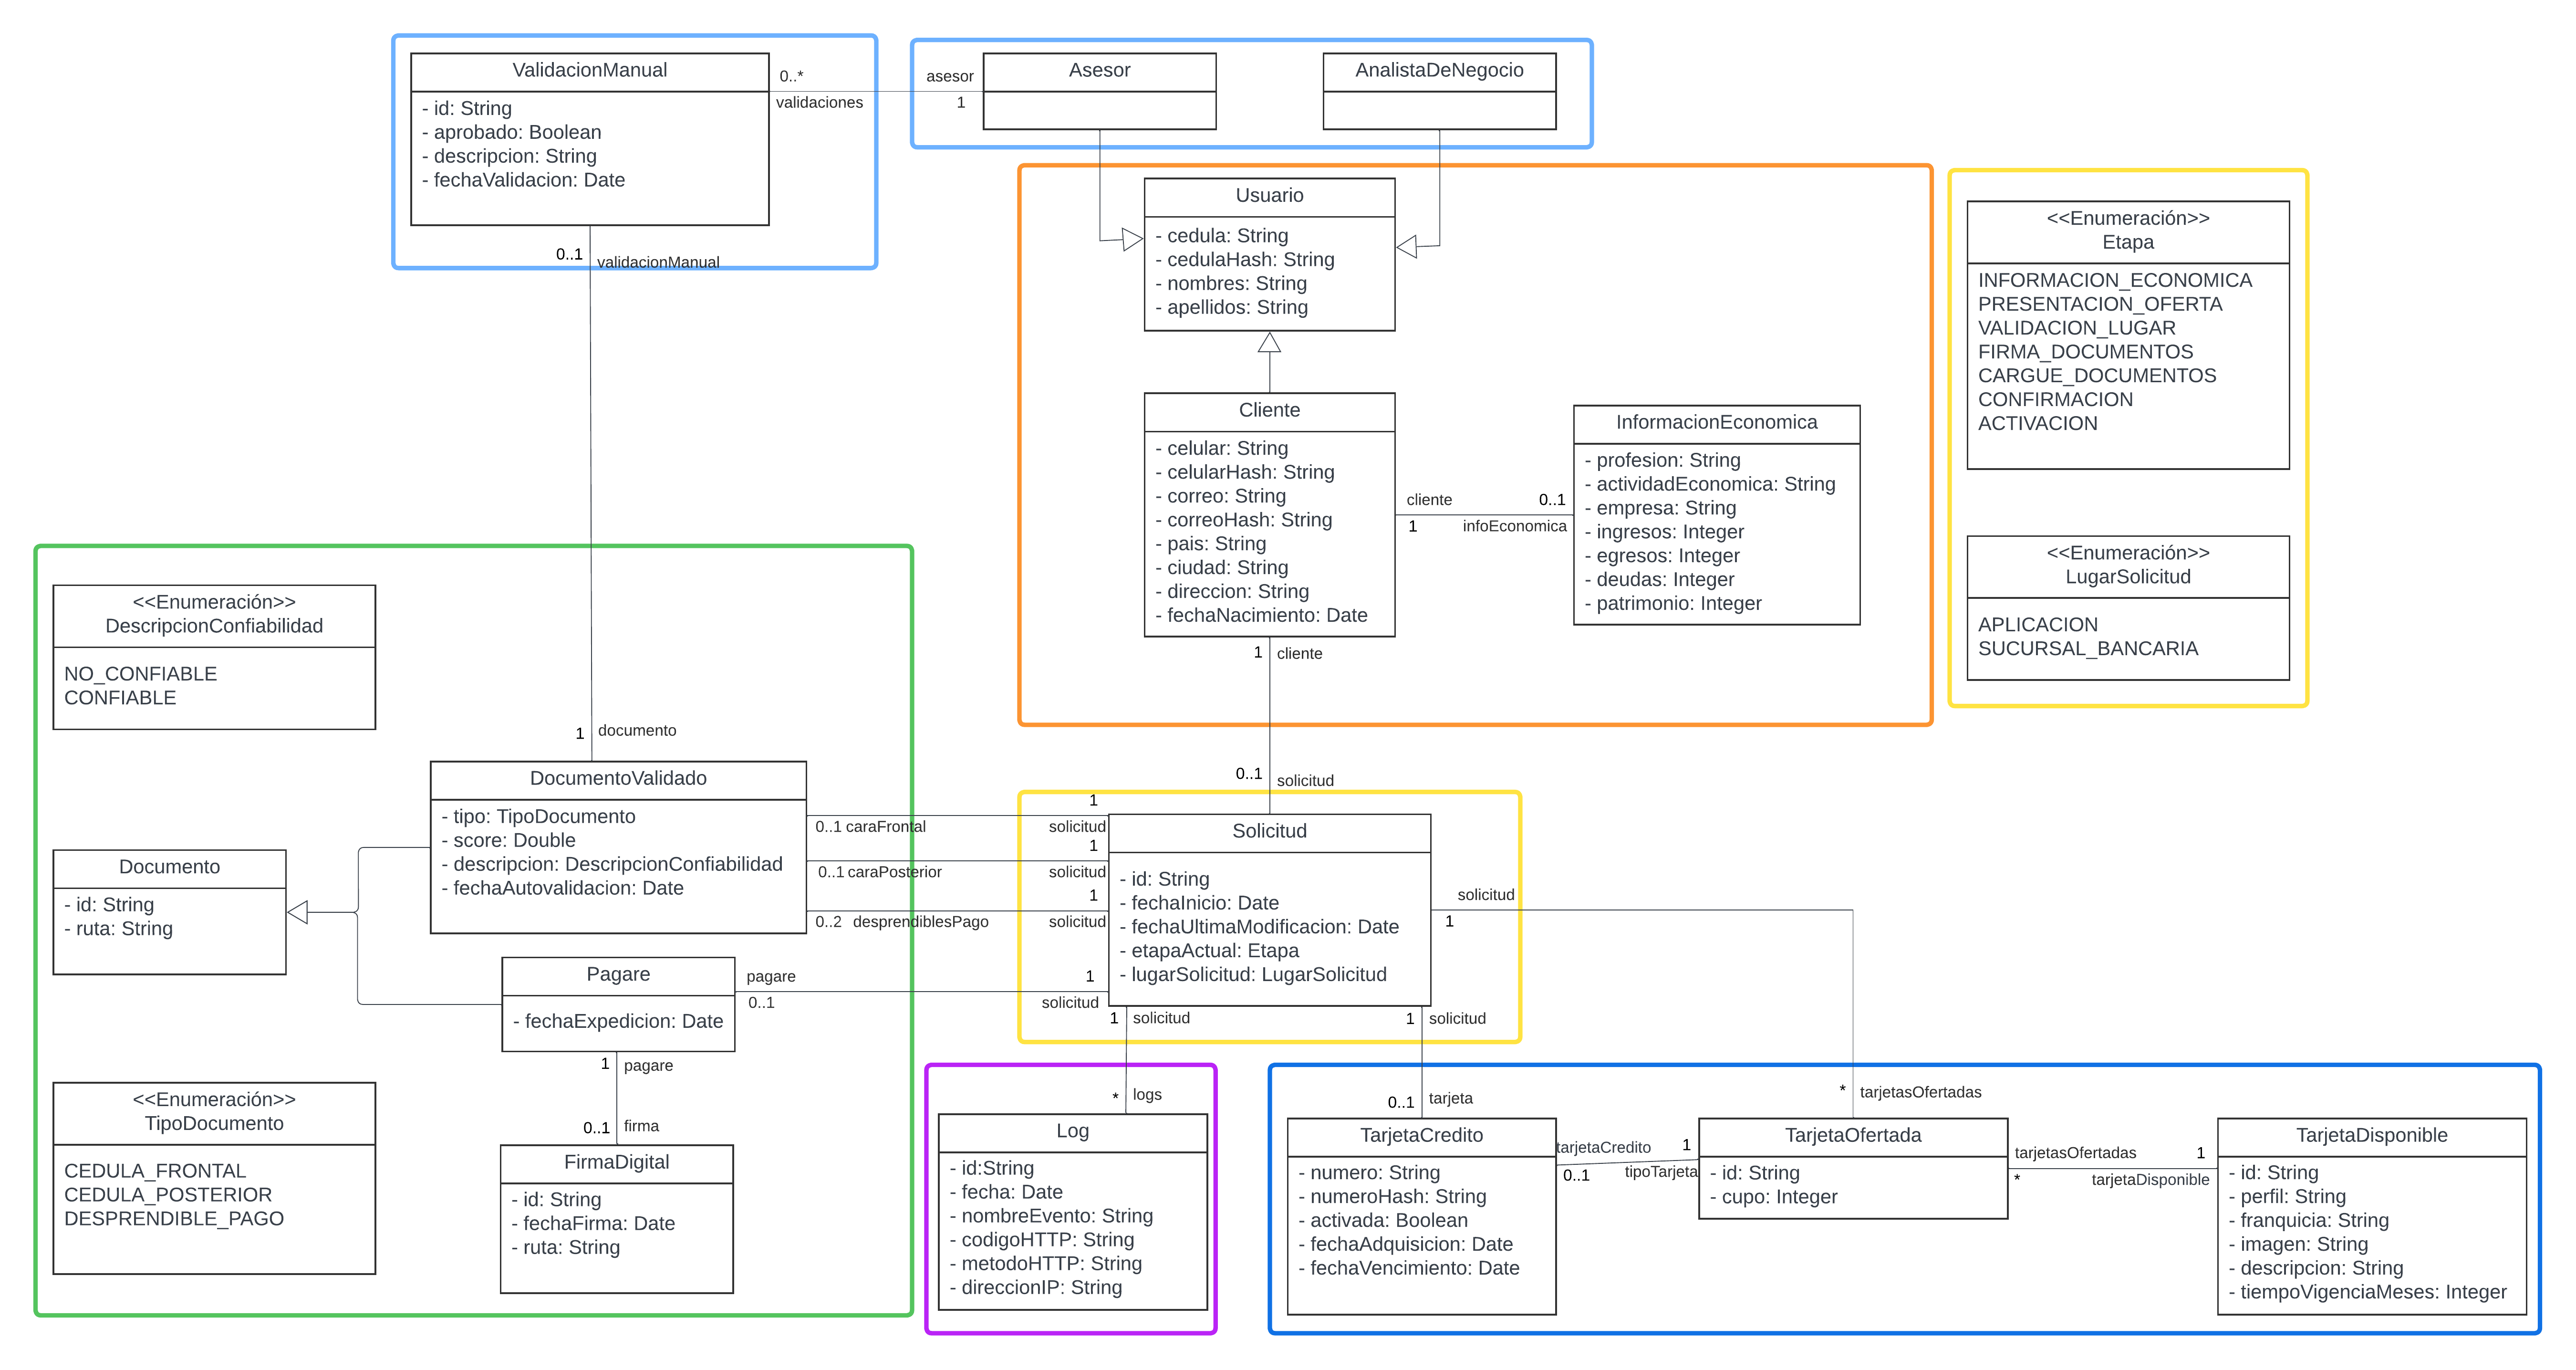 ValidacionManual
- id: String
- aprobado: Boolean
- descripcion: String
- fechaValidacion: Date
0..*
validaciones
asesor
1
Asesor
AnalistaDeNegocio
0..1
validacionManual
Usuario
- cedula: String
- cedulaHash: String
- nombres: String
- apellidos: String
<<Enumeración>>
Etapa
INFORMACION_ECONOMICA
PRESENTACION_OFERTA
VALIDACION_LUGAR
FIRMA_DOCUMENTOS
CARGUE_DOCUMENTOS
CONFIRMACION
ACTIVACION
Cliente
- celular: String
- celularHash: String
- correo: String
- correoHash: String
- pais: String
- ciudad: String
- direccion: String
- fechaNacimiento: Date
cliente
1
0..1
infoEconomica
InformacionEconomica
- profesion: String
- actividadEconomica: String
- empresa: String
- ingresos: Integer
- egresos: Integer
- deudas: Integer
- patrimonio: Integer
<<Enumeración>>
LugarSolicitud
APLICACION
SUCURSAL_BANCARIA
1
cliente
0..1
solicitud
<<Enumeración>>
DescripcionConfiabilidad
NO_CONFIABLE
CONFIABLE
1
documento
DocumentoValidado
- tipo: TipoDocumento
- score: Double
- descripcion: DescripcionConfiabilidad
- fechaAutovalidacion: Date
1
0..1 caraFrontal
solicitud
1
0..1 caraPosterior
solicitud
1
0..2 desprendiblesPago
solicitud
Documento
- id: String
- ruta: String
Solicitud
- id: String
- fechaInicio: Date
- fechaUltimaModificacion: Date
- etapaActual: Etapa
- lugarSolicitud: LugarSolicitud
solicitud
1
Pagare
- fechaExpedicion: Date
pagare
0..1
1
solicitud
1
pagare
0..1
firma
FirmaDigital
- id: String
- fechaFirma: Date
- ruta: String
<<Enumeración>>
TipoDocumento
CEDULA_FRONTAL
CEDULA_POSTERIOR
DESPRENDIBLE_PAGO
1
solicitud
*
logs
Log
- id:String
- fecha: Date
- nombreEvento: String
- codigoHTTP: String
- metodoHTTP: String
- direccionIP: String
1
solicitud
0..1
tarjeta
TarjetaCredito
- numero: String
- numeroHash: String
- activada: Boolean
- fechaAdquisicion: Date
- fechaVencimiento: Date
tarjetaCredito
0..1
1
tipoTarjeta
*
tarjetasOfertadas
TarjetaOfertada
- id: String
- cupo: Integer
tarjetasOfertadas
*
1
tarjetaDisponible
TarjetaDisponible
- id: String
- perfil: String
- franquicia: String
- imagen: String
- descripcion: String
- tiempoVigenciaMeses: Integer